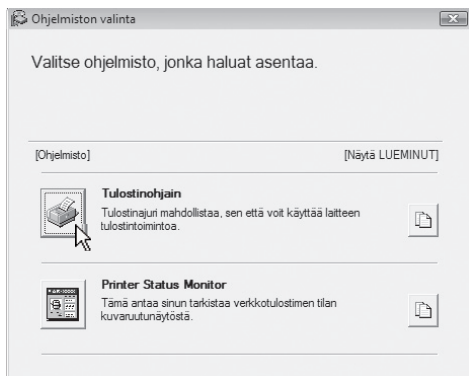 Ohjelmiston valinta
Valitse ohjelmisto, jonka haluat asentaa.
[Ohjelmisto] [Näytä LUEMINUT]
Tulostinohjain
Tulostinajuri mahdollistaa, sen että voit käyttää laitteen
tulostintoimintoa.
Printer Status Monitor
Tämä antaa sinun tarkistaa verkkotulostimen tilan
kuvaruutunäytöstä.